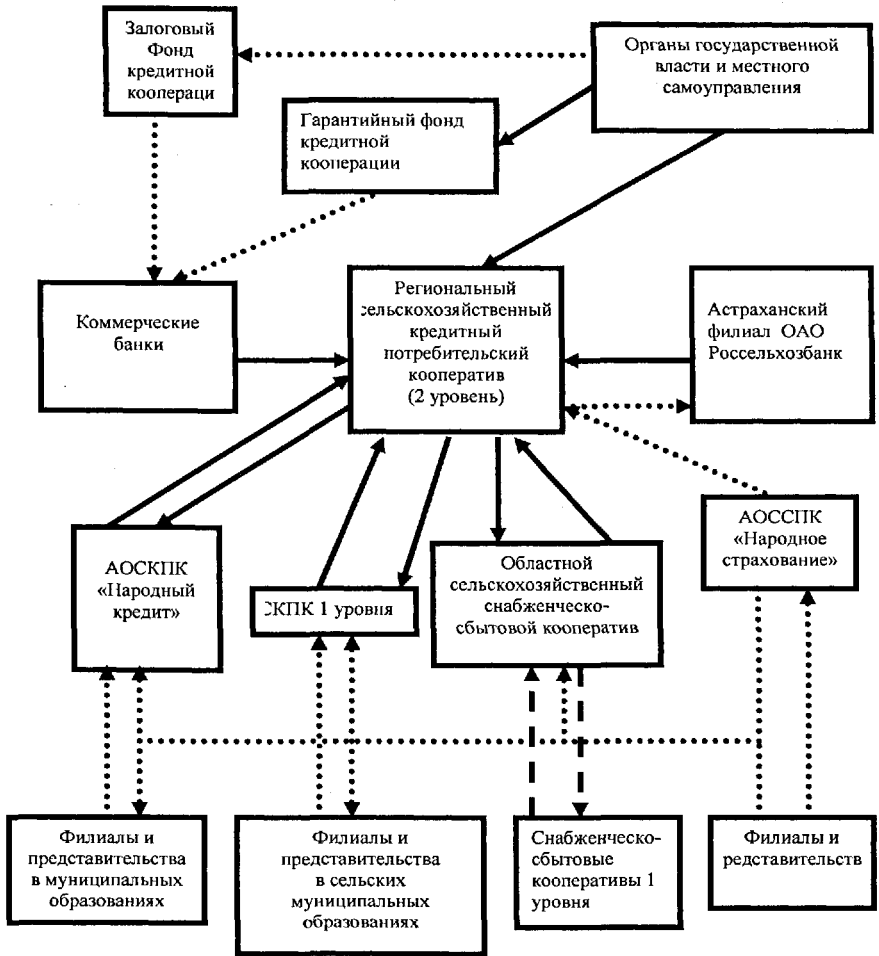 Залоговый
Фонд
кредитной
коопераци
Органы государственной
власти и местного
самоуправления
Гарантийный фонд
кредитной
кооперации
Коммерческие
банки
Региональный
сельскохозяйственный
кредитный
потребительский
кооператив
(2 уровень)
Астраханский
филиал ОАО
Россельхозбанк
АОСКПК
«Народный
кредит»
СКПК 1 уровня
Областной
сельскохозяйственный
снабженческо-
сбытовой кооператив
АОССПК
«Народное
страхование»
Филиалы и
представительства
в муниципальных
образованиях
Филиалы и
представительства
в сельских
муниципальных
образованиях
Снабженческо-
сбытовые
кооперативы 1
уровня
Филиалы и
редставительств